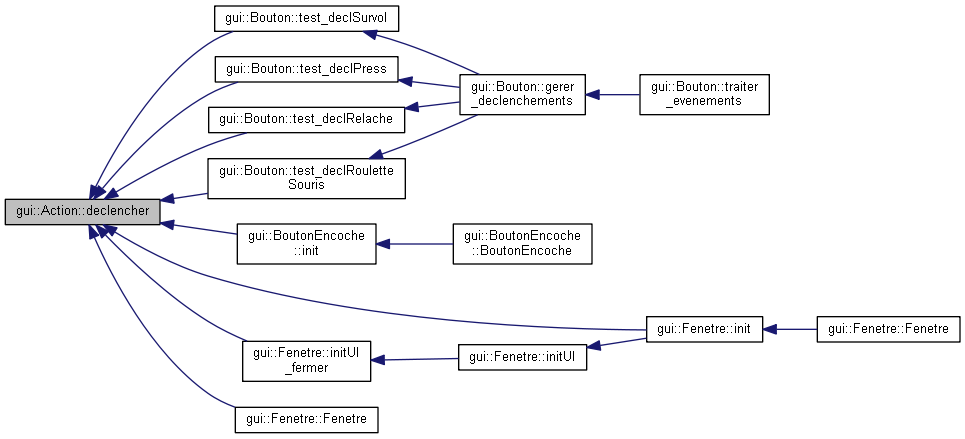 gui::Bouton::test_declSurvol
gui::Bouton::test_declPress
gui::Bouton::gerer
_declenchements
gui::Bouton::traiter
_evenements
gui::Bouton::test_declRelache
gui::Bouton::test_declRoulette
Souris
gui::Action::declencher
gui::BoutonEncoche
::init
gui::BoutonEncoche
::BoutonEncoche
gui::Fenetre::init
gui::Fenetre::Fenetre
gui::Fenetre::initUI
_fermer
gui::Fenetre::initUI
gui::Fenetre::Fenetre